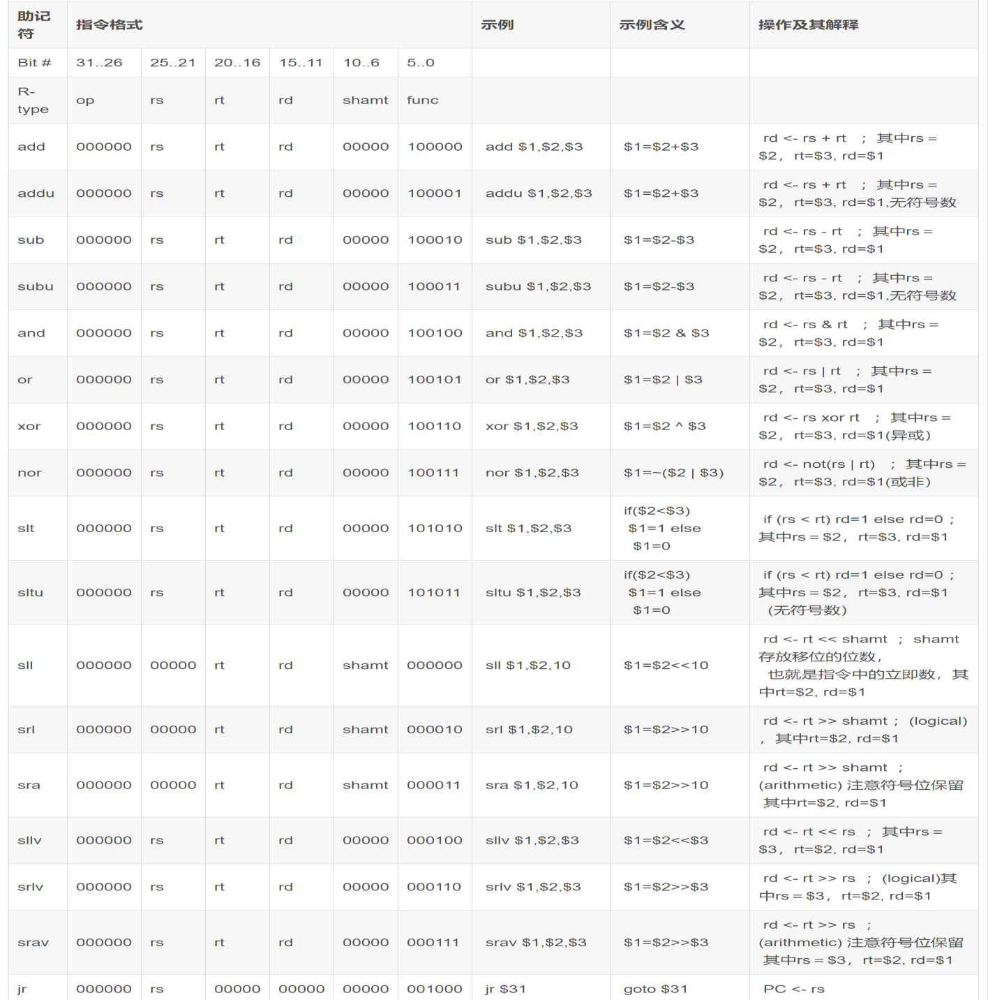 助记
符
指令格式
示例
示例含义
操作及其解释
Bit #
31..26
25..21
20..16
15..11
10..6
5..0
R-
type
op
rs
rt
rd
shamt
func
add
000000
rs
rt
rd
00000
100000
add $1,$2,$3
$1=$2+$3
rd <- rs + rt ；其中rs =
$2，rt=$3, rd=$1
addu
000000
rs
rt
rd
00000
100001
addu $1,$2,$3
$1=$2+$3
rd <- rs + rt ；其中rs =
$2，rt=$3, rd=$1,无符号数
sub
000000
rs
rt
rd
00000
100010
sub $1,$2,$3
$1=$2-$3
rd <- rs - rt ；其中rs =
$2，rt=$3, rd=$1
subu
000000
rs
rt
rd
00000
100011
subu $1,$2,$3
$1=$2-$3
rd <- rs - rt ；其中rs =
$2，rt=$3, rd=$1,无符号数
and
000000
rs
rt
rd
00000
100100
and $1,$2,$3
$1=$2 & $3
rd <- rs & rt ；其中rs =
$2，rt=$3, rd=$1
or
000000
rs
rt
rd
00000
100101
or $1,$2,$3
$1=$2 | $3
rd <- rs | rt ；其中rs =
$2，rt=$3, rd=$1
xor
000000
rs
rt
rd
00000
100110
xor $1,$2,$3
$1=$2 ^ $3
rd <- rs xor rt ；其中rs =
$2，rt=$3, rd=$1(异或）
nor
000000
rs
rt
rd
00000
100111
nor $1,$2,$3
$1=~($2 | $3)
rd <- not(rs | rt) ；其中rs =
$2，rt=$3, rd=$1(或非）
slt
000000
rs
rt
rd
00000
101010
slt $1,$2,$3
if($2<$3)
$1=1 else
$1=0
if (rs < rt) rd=1 else rd=0 ；
其中rs = $2，rt=$3, rd=$1
sltu
000000
rs
rt
rd
00000
101011
sltu $1,$2,$3
if($2<$3)
$1=1 else
$1=0
if (rs < rt) rd=1 else rd=0 ；
其中rs = $2，rt=$3, rd=$1
(无符号数）
sll
000000
00000
rt
rd
shamt
000000
sll $1,$2,10
$1=$2<<10
rd <- rt << shamt ；shamt
存放移位的位数，
也就是指令中的立即数，其
中rt=$2, rd=$1
srl
000000
00000
rt
rd
shamt
000010
srl $1,$2,10
$1=$2>>10
rd <- rt >> shamt ；(logical)
，其中rt=$2, rd=$1
sra
000000
00000
rt
rd
shamt
000011
sra $1,$2,10
$1=$2>>10
rd <- rt >> shamt ；
(arithmetic) 注意符号位保留
其中rt=$2, rd=$1
sllv
000000
rs
rt
rd
00000
000100
sllv $1,$2,$3
$1=$2<<$3
rd <- rt << rs ；其中rs =
$3，rt=$2, rd=$1
srlv
000000
rs
rt
rd
00000
000110
srlv $1,$2,$3
$1=$2>>$3
rd <- rt >> rs ；(logical)其
中rs = $3，rt=$2, rd=$1
srav
000000
rs
rt
rd
00000
000111
srav $1,$2,$3
$1=$2>>$3
rd <- rt >> rs ；
(arithmetic) 注意符号位保留
其中rs = $3，rt=$2, rd=$1
jr
000000
rs
00000
00000
00000
001000
jr $31
goto $31
PC <- rs